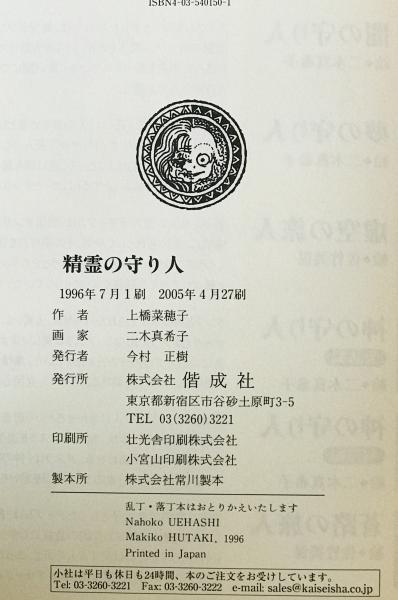 ISBN4-03-540150-1
精霊の守り人
1996年7月1刷 2005年4月27刷
作者 上橋菜穂子
画家 二木真希子
発行者 今村 正樹
発行所 株式会社 偕成社
東京都新宿区市谷砂土原町3-5
TEL 03(3260)3221
印刷所 壮光舎印刷株式会社
小宮山印刷株式会社
製本所 株式会社常川製本
乱丁・落丁本はおとりかえいたします
Nahoko UEHASHI
Makiko HUTAKI, 1996
Printed in Japan
小社は平日も休日も24時間、本のご注文をお受けしています。
Tel: 03-3260-3221 Fax: 03-3260-3222 e-mail: sales@kaiseisha.co.jp